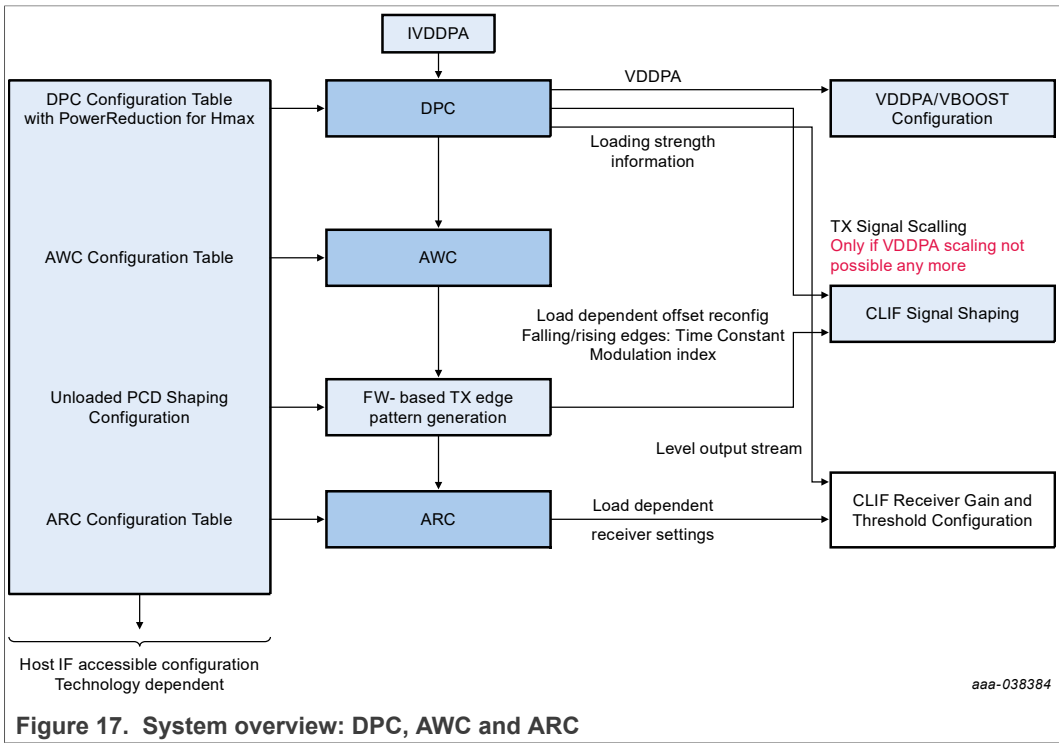 IVDDPA
DPC Configuration Table
with PowerReduction for Hmax
DPC
VDDPA
VDDPA/VBOOST
Configuration
Loading strength
information
TX Signal Scalling
Only if VDDPA scaling not
possible any more
AWC Configuration Table
AWC
CLIF Signal Shaping
Load dependent offset reconfig
Falling/rising edges: Time Constant
Modulation index
Unloaded PCD Shaping
Configuration
FW- based TX edge
pattern generation
Level output stream
ARC Configuration Table
ARC
Load dependent
receiver settings
CLIF Receiver Gain and
Threshold Configuration
Host IF accessible configuration
Technology dependent
aaa-038384
Figure 17. System overview: DPC, AWC and ARC